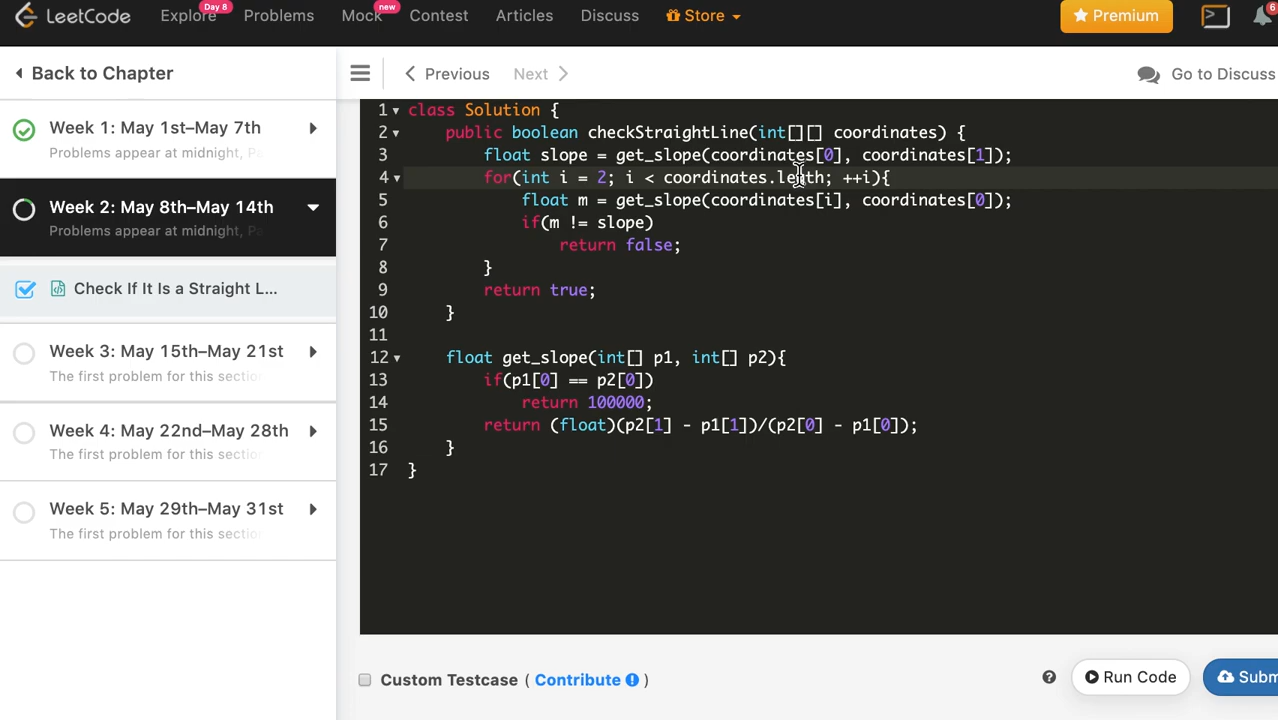 LeetCode Explore Day 8 Problems Mock new Contest Articles Discuss Store Premium 6
Back to Chapter
Previous Next Go to Discuss
Week 1: May 1st–May 7th
Problems appear at midnight, Pa
Week 2: May 8th–May 14th
Problems appear at midnight, Pa
Check If It Is a Straight L...
Week 3: May 15th–May 21st
The first problem for this sectio
Week 4: May 22nd–May 28th
The first problem for this sectio
Week 5: May 29th–May 31st
The first problem for this sectio
1 class Solution {
2 public boolean checkStraightLine(int[][] coordinates) {
3 float slope = get_slope(coordinates[0], coordinates[1]);
4 for(int i = 2; i < coordinates.length; ++i){
5 float m = get_slope(coordinates[i], coordinates[0]);
6 if(m != slope)
7 return false;
8 }
9 return true;
10 }
11
12 float get_slope(int[] p1, int[] p2){
13 if(p1[0] == p2[0])
14 return 100000;
15 return (float)(p2[1] - p1[1])/(p2[0] - p1[0]);
16 }
17 }
Custom Testcase ( Contribute ) ? Run Code Subm